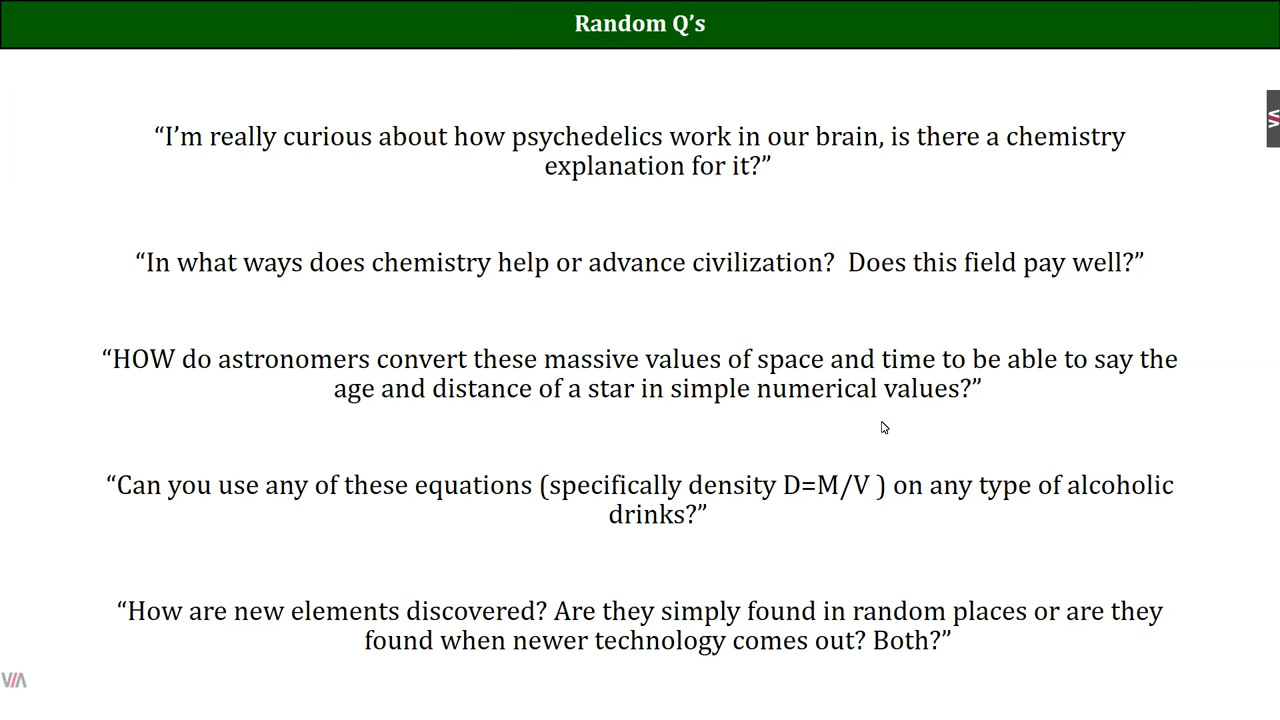 Random Q’s
“I’m really curious about how psychedelics work in our brain, is there a chemistry
explanation for it?”
“In what ways does chemistry help or advance civilization?  Does this field pay well?”
“HOW do astronomers convert these massive values of space and time to be able to say the
age and distance of a star in simple numerical values?”
“Can you use any of these equations (specifically density D=M/V ) on any type of alcoholic
drinks?”
“How are new elements discovered? Are they simply found in random places or are they
found when newer technology comes out? Both?”
VIA
VIA